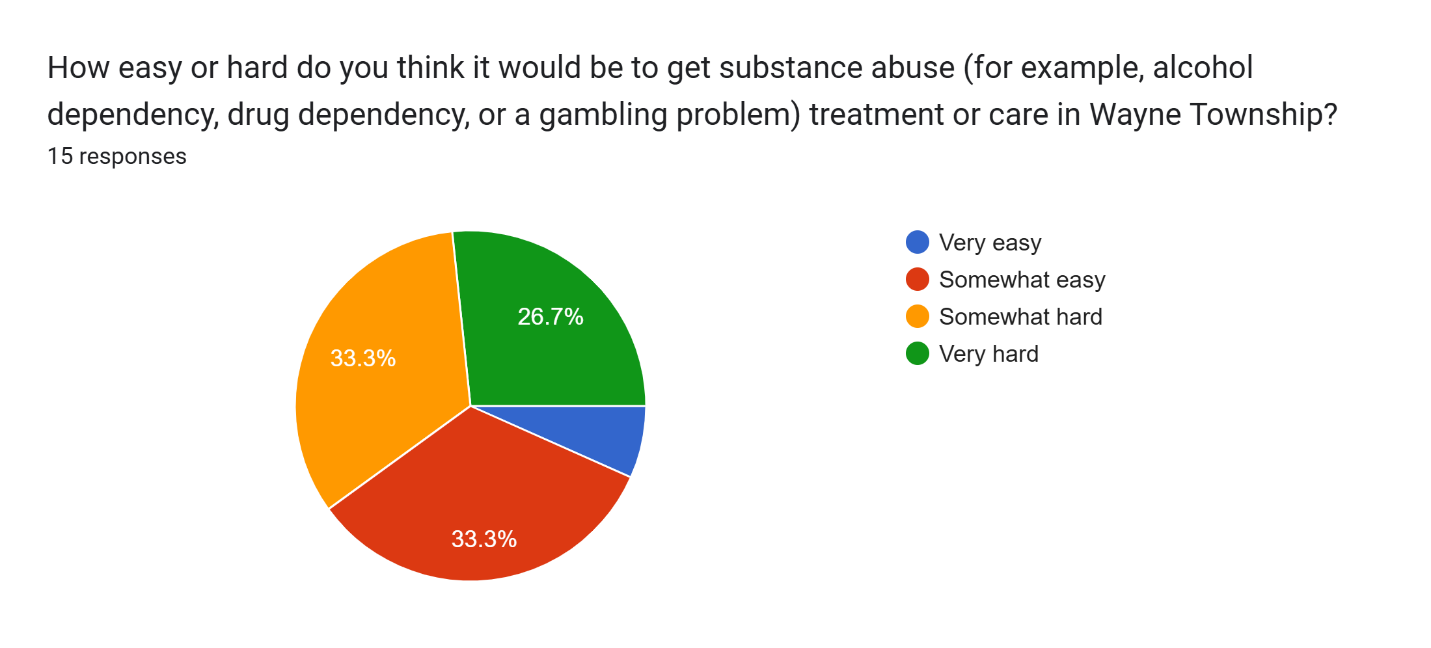 How easy or hard do you think it would be to get substance abuse (for example, alcohol
dependency, drug dependency, or a gambling problem) treatment or care in Wayne Township?
15 responses
Very easy
Somewhat easy
Somewhat hard
Very hard
26.7%
33.3%
33.3%